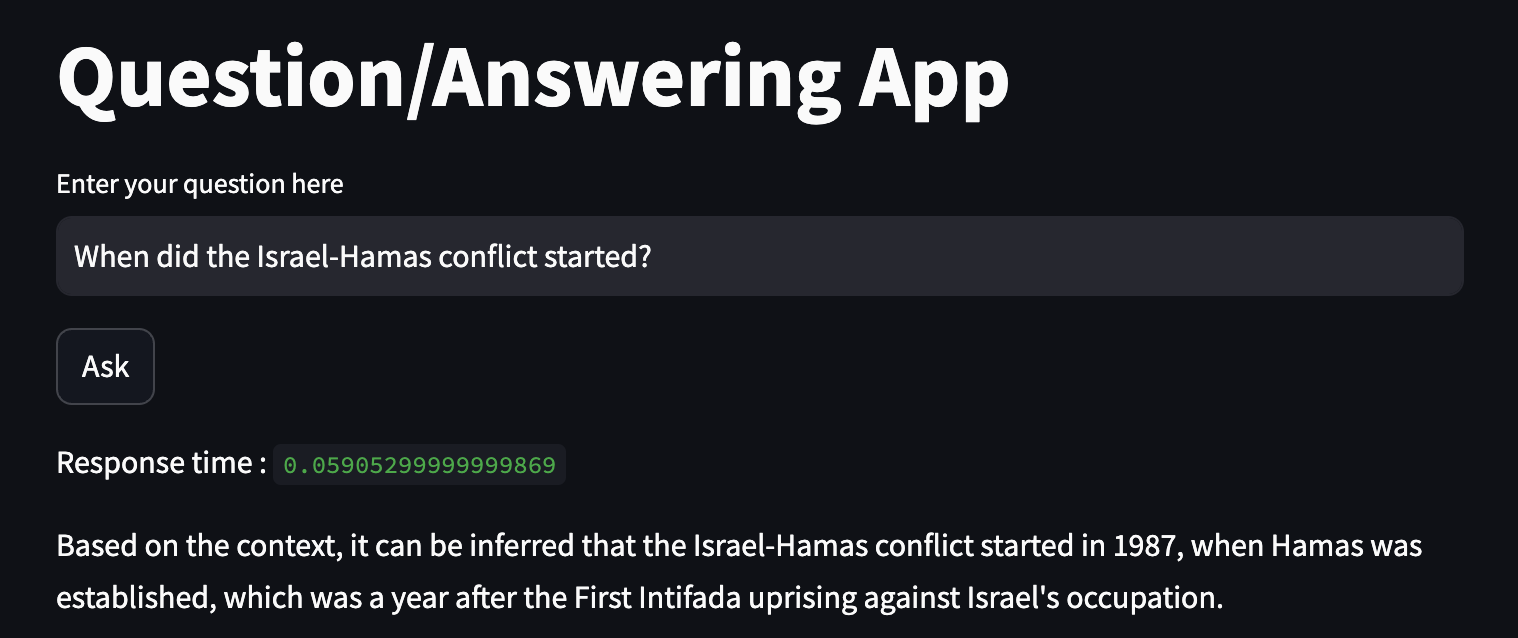 Question/Answering App
Enter your question here
When did the Israel-Hamas conflict started?
Ask
Response time : 0.05905299999999869
Based on the context, it can be inferred that the Israel-Hamas conflict started in 1987, when Hamas was
established, which was a year after the First Intifada uprising against Israel's occupation.